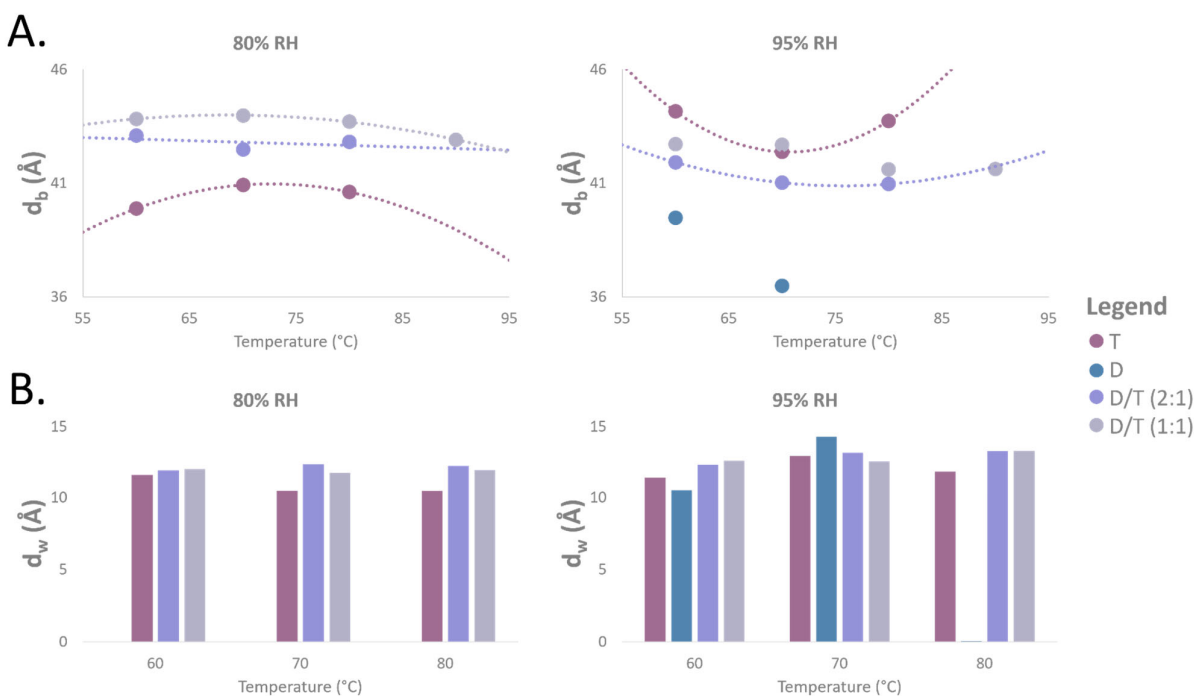 A.
80% RH
95% RH
46
41
36
d_b (Å)
55 65 75 85 95
Temperature (°C)
46
41
36
d_b (Å)
55 65 75 85 95
Temperature (°C)
Legend
T
D
D/T (2:1)
D/T (1:1)
B.
80% RH
95% RH
15
10
5
0
d_w (Å)
60 70 80
Temperature (°C)
15
10
5
0
d_w (Å)
60 70 80
Temperature (°C)